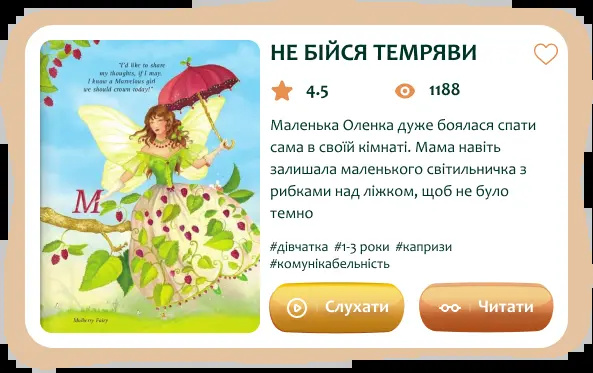 "I'd like to share
my thoughts, if I may.
I know a Marvelous girl
we should crown today!"
M
Mulberry Fairy
НЕ БІЙСЯ ТЕМРЯВИ
4.5 1188
Маленька Оленка дуже боялася спати
сама в своїй кімнаті. Мама навіть
залишала маленького світильничка з
рибками над ліжком, щоб не було
темно
#дівчатка #1-3 роки #капризи
#комунікабельність
Слухати Читати